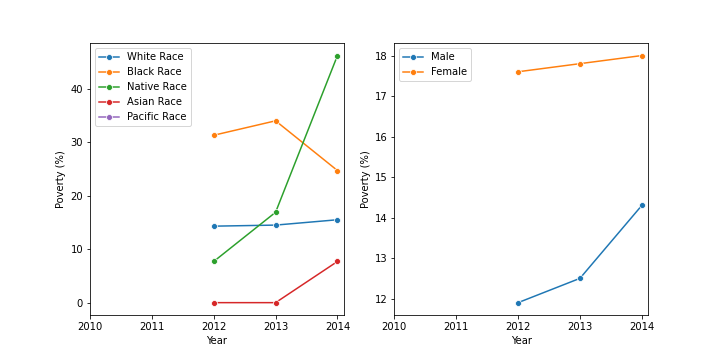 White Race
Black Race
Native Race
Asian Race
Pacific Race
Poverty (%)
40
30
20
10
0
2010 2011 2012 2013 2014
Year
Male
Female
Poverty (%)
18
17
16
15
14
13
12
2010 2011 2012 2013 2014
Year